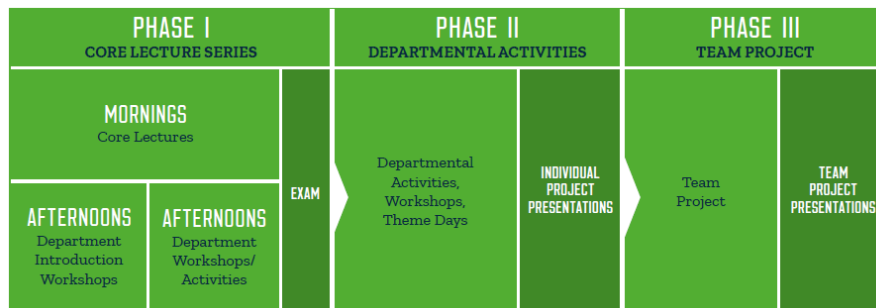 PHASE I
CORE LECTURE SERIES
MORNINGS
Core Lectures
AFTERNOONS
Department
Introduction
Workshops
AFTERNOONS
Department
Workshops/
Activities
EXAM
PHASE II
DEPARTMENTAL ACTIVITIES
Departmental
Activities,
Workshops,
Theme Days
INDIVIDUAL
PROJECT
PRESENTATIONS
PHASE III
TEAM PROJECT
Team
Project
TEAM
PROJECT
PRESENTATIONS